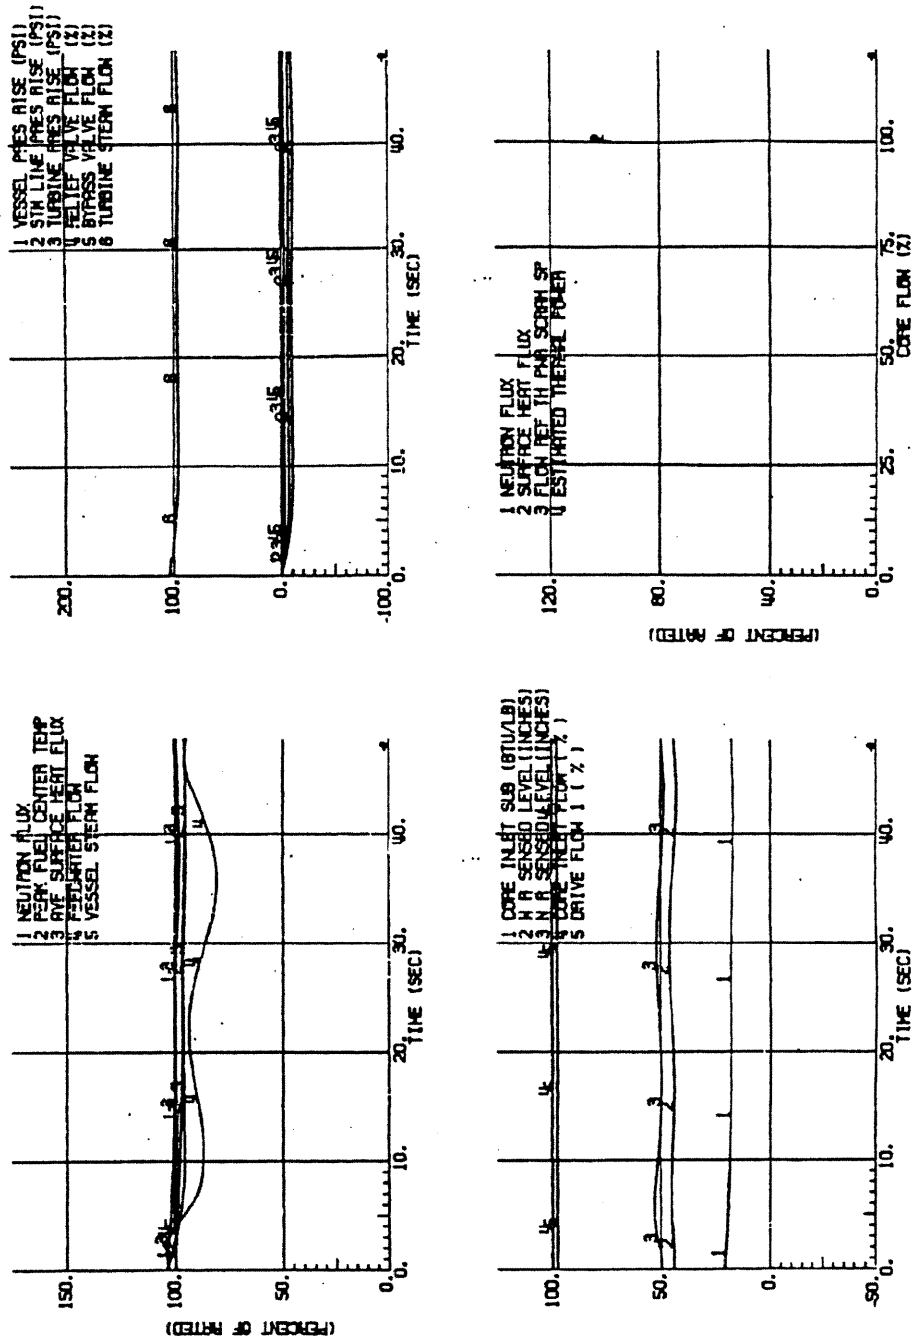 1 NEUTRON FLUX
2 PEAK FUEL CENTER TEMP
3 AVE SURFACE HEAT FLUX
4 FEEDWATER FLOW
5 VESSEL STEAM FLOW
150.
100.
50.
0.
(PERCENT OF RATED)
0.
10.
20.
30.
40.
TIME (SEC)
1 VESSEL PRES RISE (PSI)
2 STM LINE PRES RISE (PSI)
3 TURBINE PRES RISE (PSI)
4 RELIEF VALVE FLOW (%)
5 BYPASS VALVE FLOW (%)
6 TURBINE STEAM FLOW (%)
200.
100.
0.
-100.
0.
10.
20.
30.
40.
TIME (SEC)
1 CORE INLET SUB (BTU/LB)
2 W R SENSED LEVEL (INCHES)
3 N R SENSED LEVEL (INCHES)
4 CORE INLET FLOW (%)
5 DRIVE FLOW 1 (%)
100.
50.
0.
-50.
0.
10.
20.
30.
40.
TIME (SEC)
1 NEUTRON FLUX
2 SURFACE HEAT FLUX
3 FLOW REF TH PWR SCRAM SP
4 ESTIMATED THERMAL POWER
120.
80.
40.
0.
(PERCENT OF RATED)
0.
25.
50.
75.
100.
CORE FLOW (%)